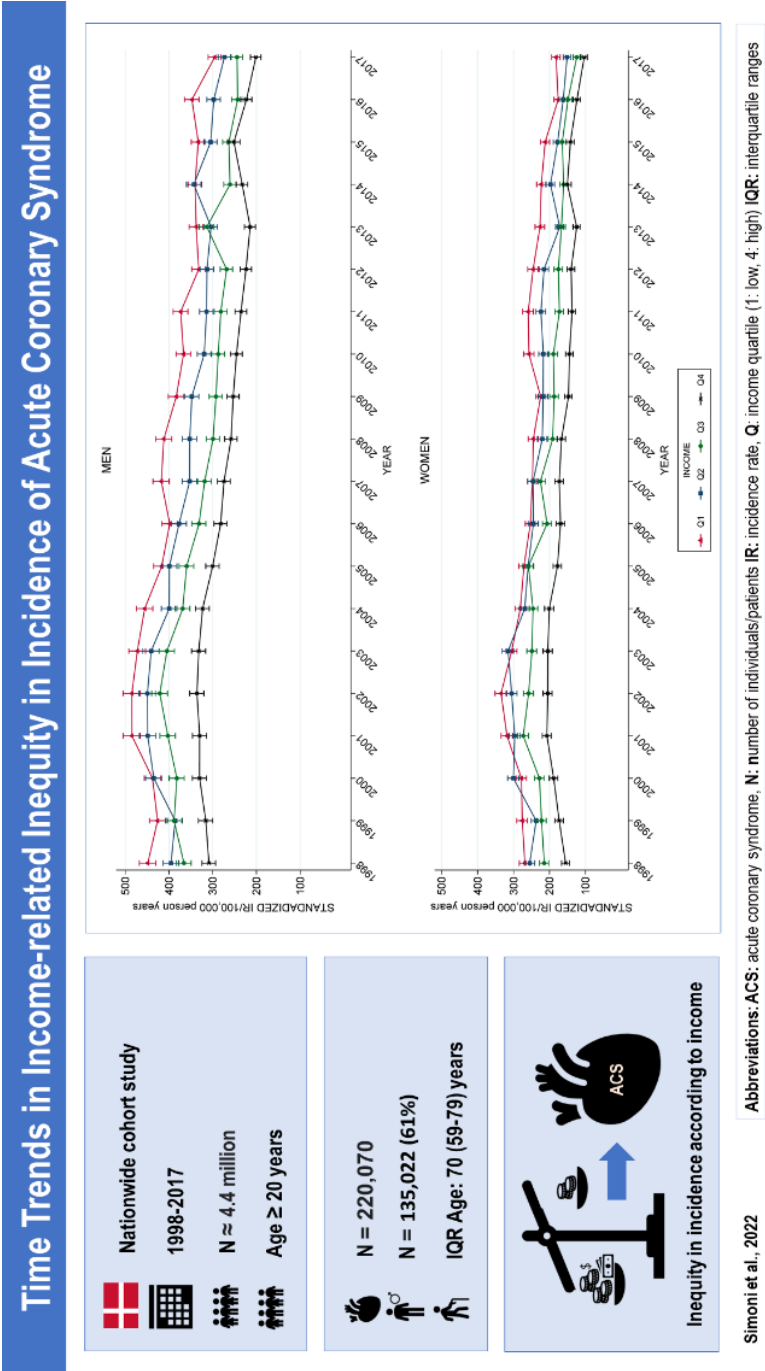 Time Trends in Income-related Inequity in Incidence of Acute Coronary Syndrome
Nationwide cohort study
1998-2017
N ≈ 4.4 million
Age ≥ 20 years
N = 220,070
N = 135,022 (61%)
IQR Age: 70 (59-79) years
$
ACS
Inequity in incidence according to income
MEN
STANDADIZED IR/100,000 person years
500
400
300
200
100
1998
1999
2000
2001
2002
2003
2004
2005
2006
2007
2008
2009
2010
2011
2012
2013
2014
2015
2016
2017
YEAR
WOMEN
STANDADIZED IR/100,000 person years
500
400
300
200
100
1998
1999
2000
2001
2002
2003
2004
2005
2006
2007
2008
2009
2010
2011
2012
2013
2014
2015
2016
2017
YEAR
INCOME
Q1 Q2 Q3 Q4
Simoni et al., 2022
Abbreviations: ACS: acute coronary syndrome, N: number of individuals/patients IR: incidence rate, Q: income quartile (1: low, 4: high) IQR: interquartile ranges